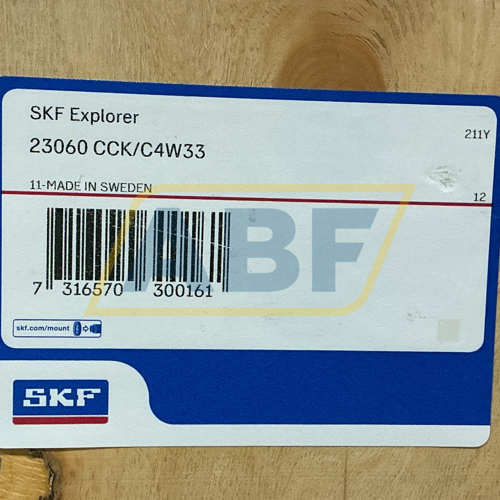 SKF Explorer
211Y
23060 CCK/C4W33
11-MADE IN SWEDEN
12
ABF
7 316570 300161
skf.com/mount
SKF